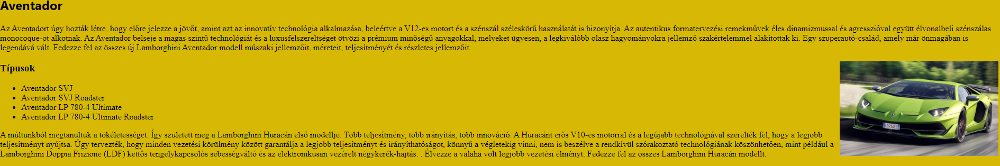 Aventador
Az Aventadort úgy hozták létre, hogy előre jelezze a jövőt, amint azt az innovatív technológia alkalmazása, beleértve a V12-es motort és a szénszál széleskörű használatát is bizonyítja. Az autentikus formatervezési remekművek éles dinamizmussal és agresszióval együtt élvonalbeli szénszálas
monocoque-ot alkotnak. Az Aventador belseje a magas szintű technológiát és a luxusfelszereltséget ötvözi a prémium minőségű anyagokkal, melyeket ügyesen, a legkiválóbb olasz hagyományokra jellemző szakértelemmel alakítottak ki. Egy szuperautó-család, amely már önmagában is
legendává vált. Fedezze fel az összes új Lamborghini Aventador modell műszaki jellemzőit, méreteit, teljesítményét és részletes jellemzőit.
Típusok
• Aventador SVJ
• Aventador SVJ Roadster
• Aventador LP 780-4 Ultimate
• Aventador LP 780-4 Ultimate Roadster
A múltunkból megtanultuk a tökéletességet. Így született meg a Lamborghini Huracán első modellje. Több teljesítmény, több irányítás, több innováció. A Huracánt erős V10-es motorral és a legújabb technológiával szerelték fel, hogy a legjobb
teljesítményt nyújtsa. Úgy tervezték, hogy minden vezetési körülmény között garantálja a legjobb teljesítményt és irányíthatóságot, könnyű a végletekig vinni, nem is beszélve a rendkívül szórakoztató technológiának köszönhetően, mint például a
Lamborghini Doppia Frizione (LDF) kettős tengelykapcsolós sebességváltó és az elektronikusan vezérelt négykerék-hajtás. . Élvezze a valaha volt legjobb vezetési élményt. Fedezze fel az összes Lamborghini Huracán modellt.